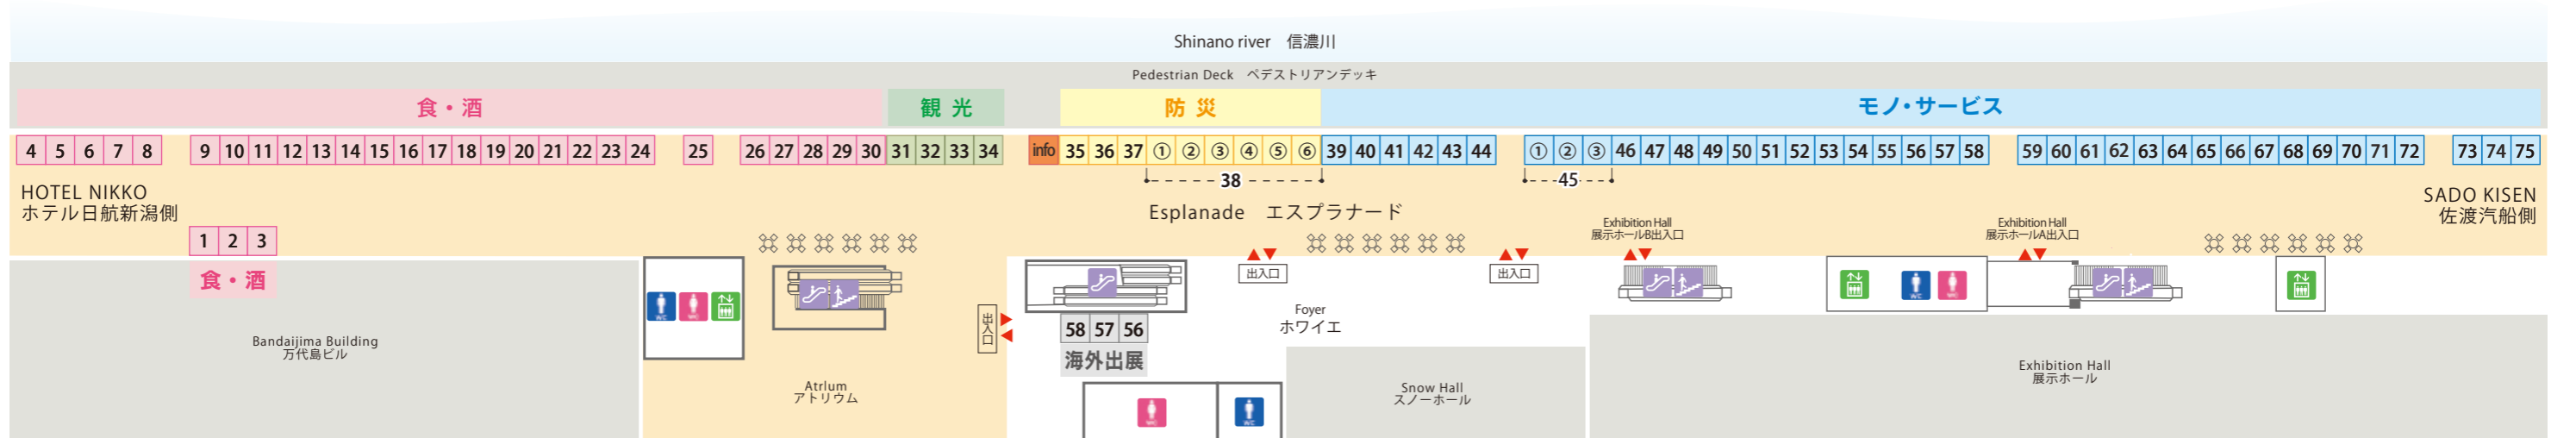 Shinano river 信濃川
Pedestrian Deck ペデストリアンデッキ
食・酒 観光 防災 モノ・サービス
4 5 6 7 8 9 10 11 12 13 14 15 16 17 18 19 20 21 22 23 24 25 26 27 28 29 30 31 32 33 34 info 35 36 37 ① ② ③ ④ ⑤ ⑥ 39 40 41 42 43 44 ① ② ③ 46 47 48 49 50 51 52 53 54 55 56 57 58 59 60 61 62 63 64 65 66 67 68 69 70 71 72 73 74 75
38 45
HOTEL NIKKO
ホテル日航新潟側
Esplanade エスプラナード
SADO KISEN
佐渡汽船側
Exhibition Hall
展示ホールB出入口
Exhibition Hall
展示ホールA出入口
1 2 3
食・酒
出入口
出入口
出入口
WC WC
WC WC
58 57 56
海外出展
Foyer
ホワイエ
Bandaijima Building
万代島ビル
Atrlum
アトリウム
Snow Hall
スノーホール
Exhibition Hall
展示ホール
WC WC